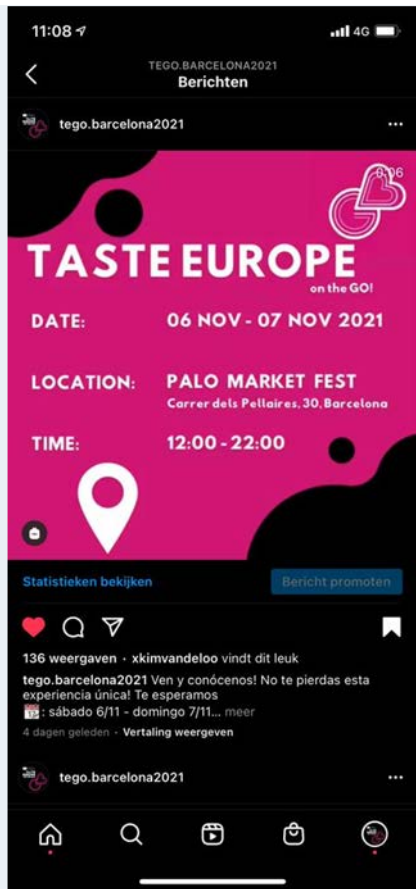 11:08
4G
TEGO.BARCELONA2021
Berichten
tego.barcelona2021
0:06
TASTE EUROPE
on the GO!
DATE: 06 NOV - 07 NOV 2021
LOCATION: PALO MARKET FEST
Carrer dels Pellaires, 30, Barcelona
TIME: 12:00 - 22:00
Statistieken bekijken
Bericht promoten
136 weergaven · xkimvandeloo vindt dit leuk
tego.barcelona2021 Ven y conócenos! No te pierdas esta
experiencia única! Te esperamos
📅: sábado 6/11 - domingo 7/11... meer
4 dagen geleden · Vertaling weergeven
tego.barcelona2021